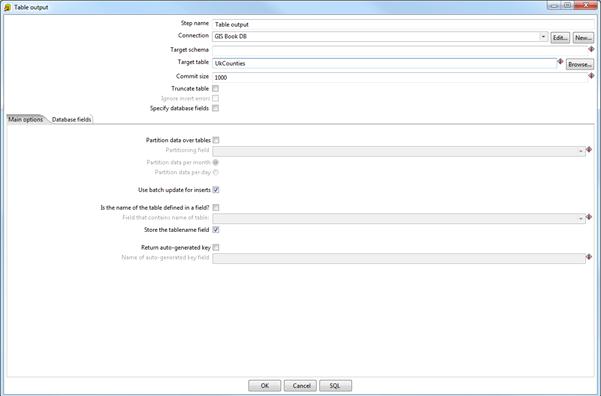 Table output
Step name Table output
Connection GIS Book DB Edit... New...
Target schema
Target table UkCounties Browse...
Commit size 1000
Truncate table
Ignore insert errors
Specify database fields
Main options Database fields
Partition data over tables
Partitioning field
Partition data per month
Partition data per day
Use batch update for inserts
Is the name of the table defined in a field?
Field that contains name of table:
Store the tablename field
Return auto-generated key
Name of auto-generated key field
OK Cancel SQL